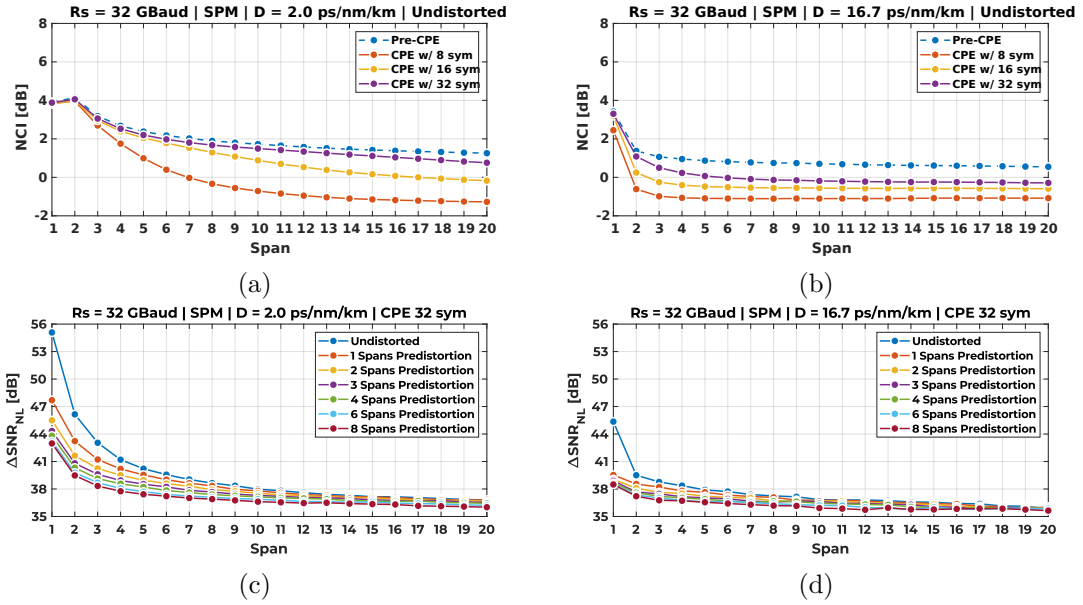 Rs = 32 GBaud | SPM | D = 2.0 ps/nm/km | Undistorted
NCI [dB]
8
6
4
2
0
-2
Pre-CPE
CPE w/ 8 sym
CPE w/ 16 sym
CPE w/ 32 sym
1 2 3 4 5 6 7 8 9 10 11 12 13 14 15 16 17 18 19 20
Span
(a)
Rs = 32 GBaud | SPM | D = 16.7 ps/nm/km | Undistorted
NCI [dB]
8
6
4
2
0
-2
Pre-CPE
CPE w/ 8 sym
CPE w/ 16 sym
CPE w/ 32 sym
1 2 3 4 5 6 7 8 9 10 11 12 13 14 15 16 17 18 19 20
Span
(b)
Rs = 32 GBaud | SPM | D = 2.0 ps/nm/km | CPE 32 sym
ΔSNR_NL [dB]
56
53
50
47
44
41
38
35
Undistorted
1 Spans Predistortion
2 Spans Predistortion
3 Spans Predistortion
4 Spans Predistortion
6 Spans Predistortion
8 Spans Predistortion
1 2 3 4 5 6 7 8 9 10 11 12 13 14 15 16 17 18 19 20
Span
(c)
Rs = 32 GBaud | SPM | D = 16.7 ps/nm/km | CPE 32 sym
ΔSNR_NL [dB]
56
53
50
47
44
41
38
35
Undistorted
1 Spans Predistortion
2 Spans Predistortion
3 Spans Predistortion
4 Spans Predistortion
6 Spans Predistortion
8 Spans Predistortion
1 2 3 4 5 6 7 8 9 10 11 12 13 14 15 16 17 18 19 20
Span
(d)